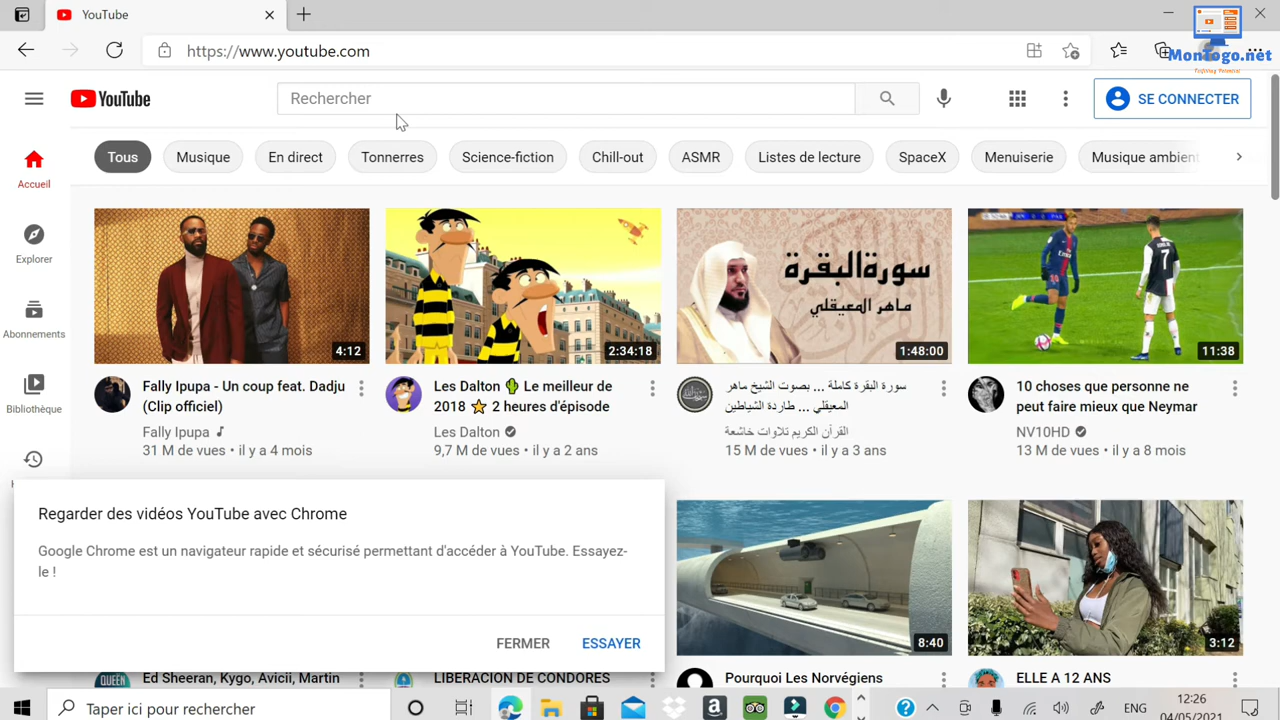 YouTube
https://www.youtube.com
MonTogo.net
YouTube
Rechercher
SE CONNECTER
Tous
Musique
En direct
Tonnerres
Science-fiction
Chill-out
ASMR
Listes de lecture
SpaceX
Menuiserie
Musique ambient
Accueil
Explorer
Abonnements
Bibliothèque
4:12
2:34:18
سورة البقرة
ماهر المعيقلي
1:48:00
11:38
Fally Ipupa - Un coup feat. Dadju
(Clip officiel)
Fally Ipupa
31 M de vues • il y a 4 mois
Les Dalton 🌵 Le meilleur de
2018 ⭐ 2 heures d'épisode
Les Dalton
9,7 M de vues • il y a 2 ans
سورة البقرة كاملة ... بصوت الشيخ ماهر
المعيقلي ... طاردة الشياطين
القرآن الكريم تلاوات خاشعة
15 M de vues • il y a 3 ans
10 choses que personne ne
peut faire mieux que Neymar
NV10HD
13 M de vues • il y a 8 mois
Regarder des vidéos YouTube avec Chrome
Google Chrome est un navigateur rapide et sécurisé permettant d'accéder à YouTube. Essayez-
le !
FERMER
ESSAYER
8:40
3:12
QUEEN
Ed Sheeran, Kygo, Avicii, Martin
LIBERACION DE CONDORES
Pourquoi Les Norvégiens
ELLE A 12 ANS
Taper ici pour rechercher
ENG
12:26
04/05/2021